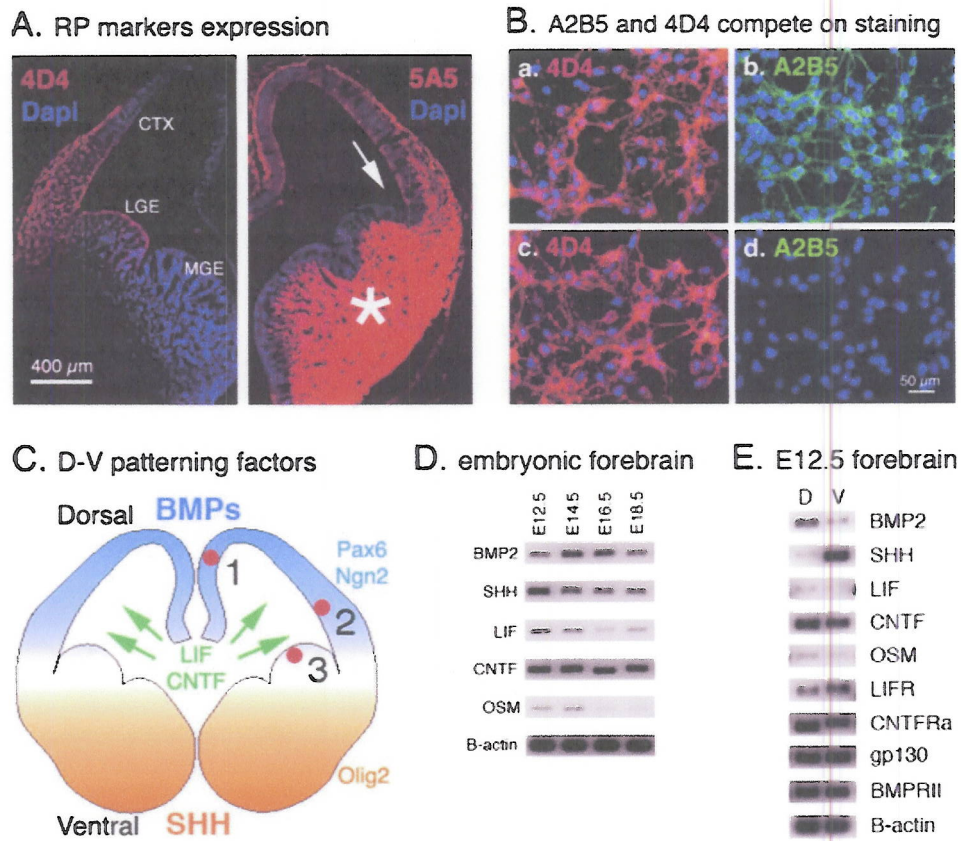 A. RP markers expression
4D4
Dapi
CTX
LGE
MGE
400 µm
5A5
Dapi
*
B. A2B5 and 4D4 compete on staining
a. 4D4
b. A2B5
c. 4D4
d. A2B5
50 µm
C. D-V patterning factors
Dorsal BMPs
Pax6
Ngn2
1
2
3
LIF
CNTF
Olig2
Ventral SHH
D. embryonic forebrain
E12.5 E14.5 E16.5 E18.5
BMP2
SHH
LIF
CNTF
OSM
B-actin
E. E12.5 forebrain
D V
BMP2
SHH
LIF
CNTF
OSM
LIFR
CNTFRa
gp130
BMPRII
B-actin